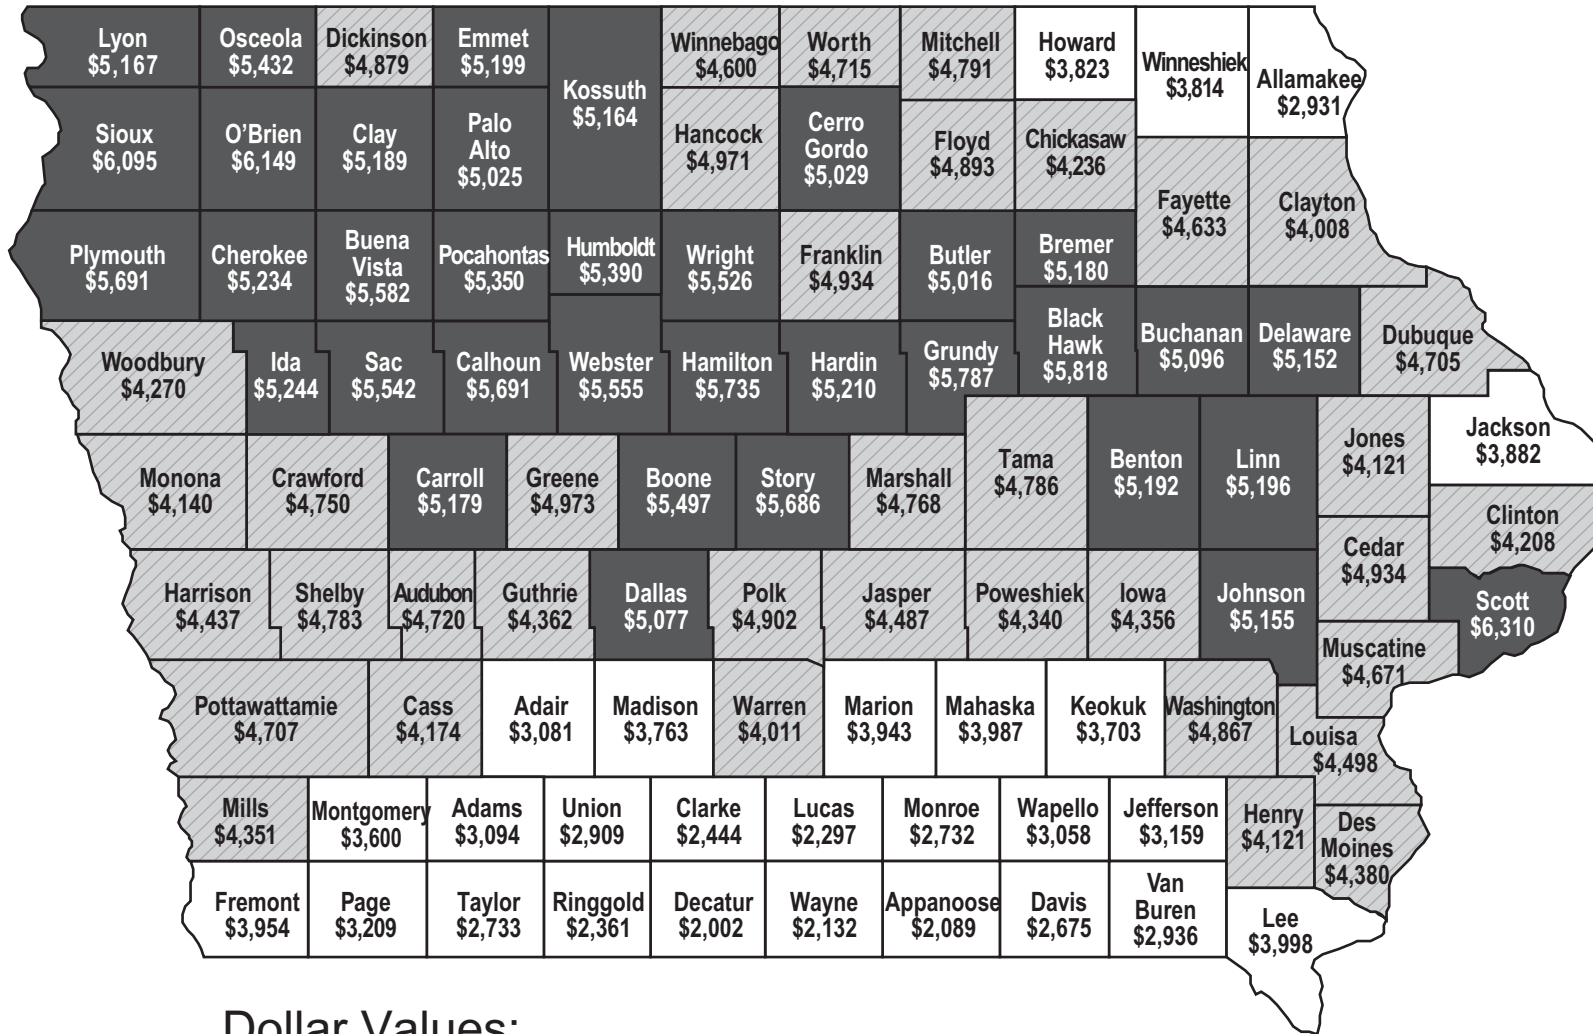 Lyon
$5,167
Osceola
$5,432
Dickinson
$4,879
Emmet
$5,199
Kossuth
$5,164
Winnebago
$4,600
Worth
$4,715
Mitchell
$4,791
Howard
$3,823
Winneshiek
$3,814
Allamakee
$2,931
Sioux
$6,095
O'Brien
$6,149
Clay
$5,189
Palo
Alto
$5,025
Hancock
$4,971
Cerro
Gordo
$5,029
Floyd
$4,893
Chickasaw
$4,236
Fayette
$4,633
Clayton
$4,008
Plymouth
$5,691
Cherokee
$5,234
Buena
Vista
$5,582
Pocahontas
$5,350
Humboldt
$5,390
Wright
$5,526
Franklin
$4,934
Butler
$5,016
Bremer
$5,180
Woodbury
$4,270
Ida
$5,244
Sac
$5,542
Calhoun
$5,691
Webster
$5,555
Hamilton
$5,735
Hardin
$5,210
Grundy
$5,787
Black
Hawk
$5,818
Buchanan
$5,096
Delaware
$5,152
Dubuque
$4,705
Monona
$4,140
Crawford
$4,750
Carroll
$5,179
Greene
$4,973
Boone
$5,497
Story
$5,686
Marshall
$4,768
Tama
$4,786
Benton
$5,192
Linn
$5,196
Jones
$4,121
Jackson
$3,882
Clinton
$4,208
Cedar
$4,934
Harrison
$4,437
Shelby
$4,783
Audubon
$4,720
Guthrie
$4,362
Dallas
$5,077
Polk
$4,902
Jasper
$4,487
Poweshiek
$4,340
Iowa
$4,356
Johnson
$5,155
Scott
$6,310
Muscatine
$4,671
Pottawattamie
$4,707
Cass
$4,174
Adair
$3,081
Madison
$3,763
Warren
$4,011
Marion
$3,943
Mahaska
$3,987
Keokuk
$3,703
Washington
$4,867
Louisa
$4,498
Mills
$4,351
Montgomery
$3,600
Adams
$3,094
Union
$2,909
Clarke
$2,444
Lucas
$2,297
Monroe
$2,732
Wapello
$3,058
Jefferson
$3,159
Henry
$4,121
Des
Moines
$4,380
Fremont
$3,954
Page
$3,209
Taylor
$2,733
Ringgold
$2,361
Decatur
$2,002
Wayne
$2,132
Appanoose
$2,089
Davis
$2,675
Van
Buren
$2,936
Lee
$3,998
Dollar Values: